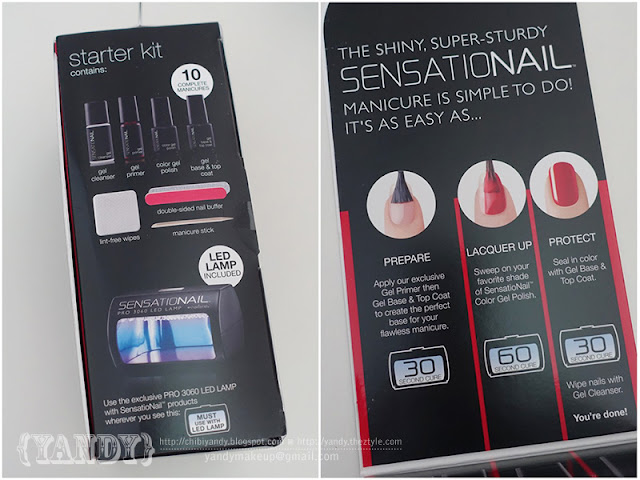 starter kit
contains:
10
COMPLETE
MANICURES
SENSATIONAIL
gel
cleanser
gel
primer
color gel
polish
gel
base & top
coat
lint-free wipes
double-sided nail buffer
manicure stick
LED
LAMP
INCLUDED
SENSATIONAIL
PRO 3060 LED LAMP
Use the exclusive PRO 3060 LED LAMP
with SensatioNail™ products
wherever you see this:
MUST
USE WITH
LED LAMP
{YANDY}
http://chibiyandy.blogspot.com
http://yandy.theztyle.com
yandymakeup@gmail.com
THE SHINY, SUPER-STURDY
SENSATIONAIL™
MANICURE IS SIMPLE TO DO!
IT'S AS EASY AS...
PREPARE
Apply our exclusive
Gel Primer then
Gel Base & Top Coat
to create the perfect
base for your
flawless manicure.
30
SECOND CURE
LACQUER UP
Sweep on your
favorite shade
of SensatioNail™
Color Gel Polish.
60
SECOND CURE
PROTECT
Seal in color
with Gel Base &
Top Coat.
30
SECOND CURE
Wipe nails with
Gel Cleanser.
You're done!